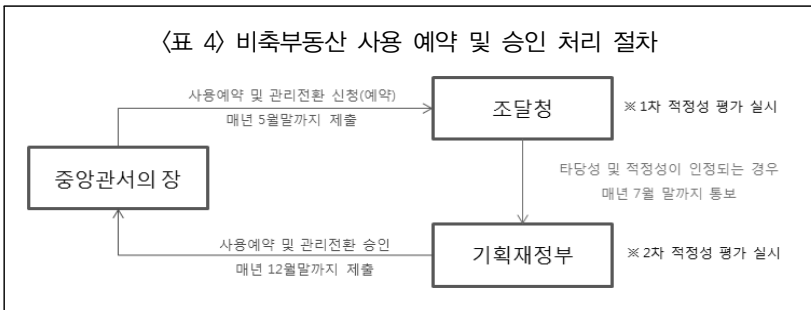 〈표 4〉 비축부동산 사용 예약 및 승인 처리 절차
사용예약 및 관리전환 신청(예약)
매년 5월말까지 제출
조달청
※ 1차 적정성 평가 실시
중앙관서의 장
타당성 및 적정성이 인정되는 경우
매년 7월 말까지 통보
사용예약 및 관리전환 승인
매년 12월말까지 제출
기획재정부
※ 2차 적정성 평가 실시